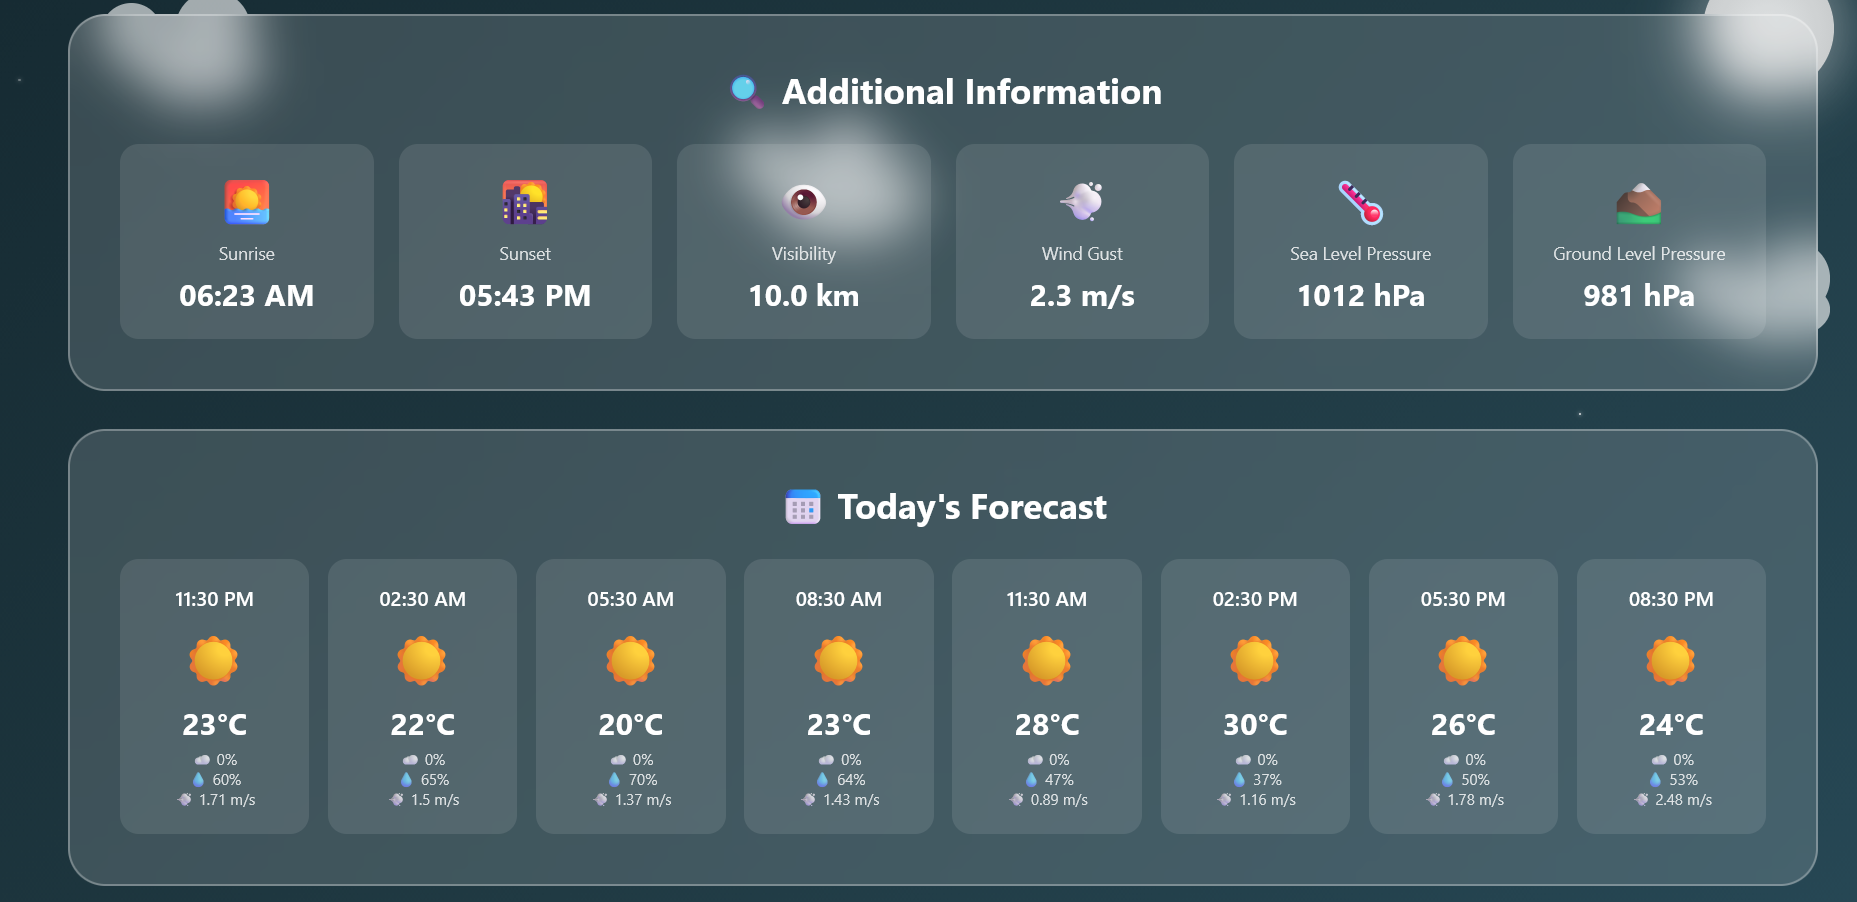 Additional Information
Sunrise
06:23 AM
Sunset
05:43 PM
Visibility
10.0 km
Wind Gust
2.3 m/s
Sea Level Pressure
1012 hPa
Ground Level Pressure
981 hPa
Today's Forecast
11:30 PM
23°C
0%
60%
1.71 m/s
02:30 AM
22°C
0%
65%
1.5 m/s
05:30 AM
20°C
0%
70%
1.37 m/s
08:30 AM
23°C
0%
64%
1.43 m/s
11:30 AM
28°C
0%
47%
0.89 m/s
02:30 PM
30°C
0%
37%
1.16 m/s
05:30 PM
26°C
0%
50%
1.78 m/s
08:30 PM
24°C
0%
53%
2.48 m/s